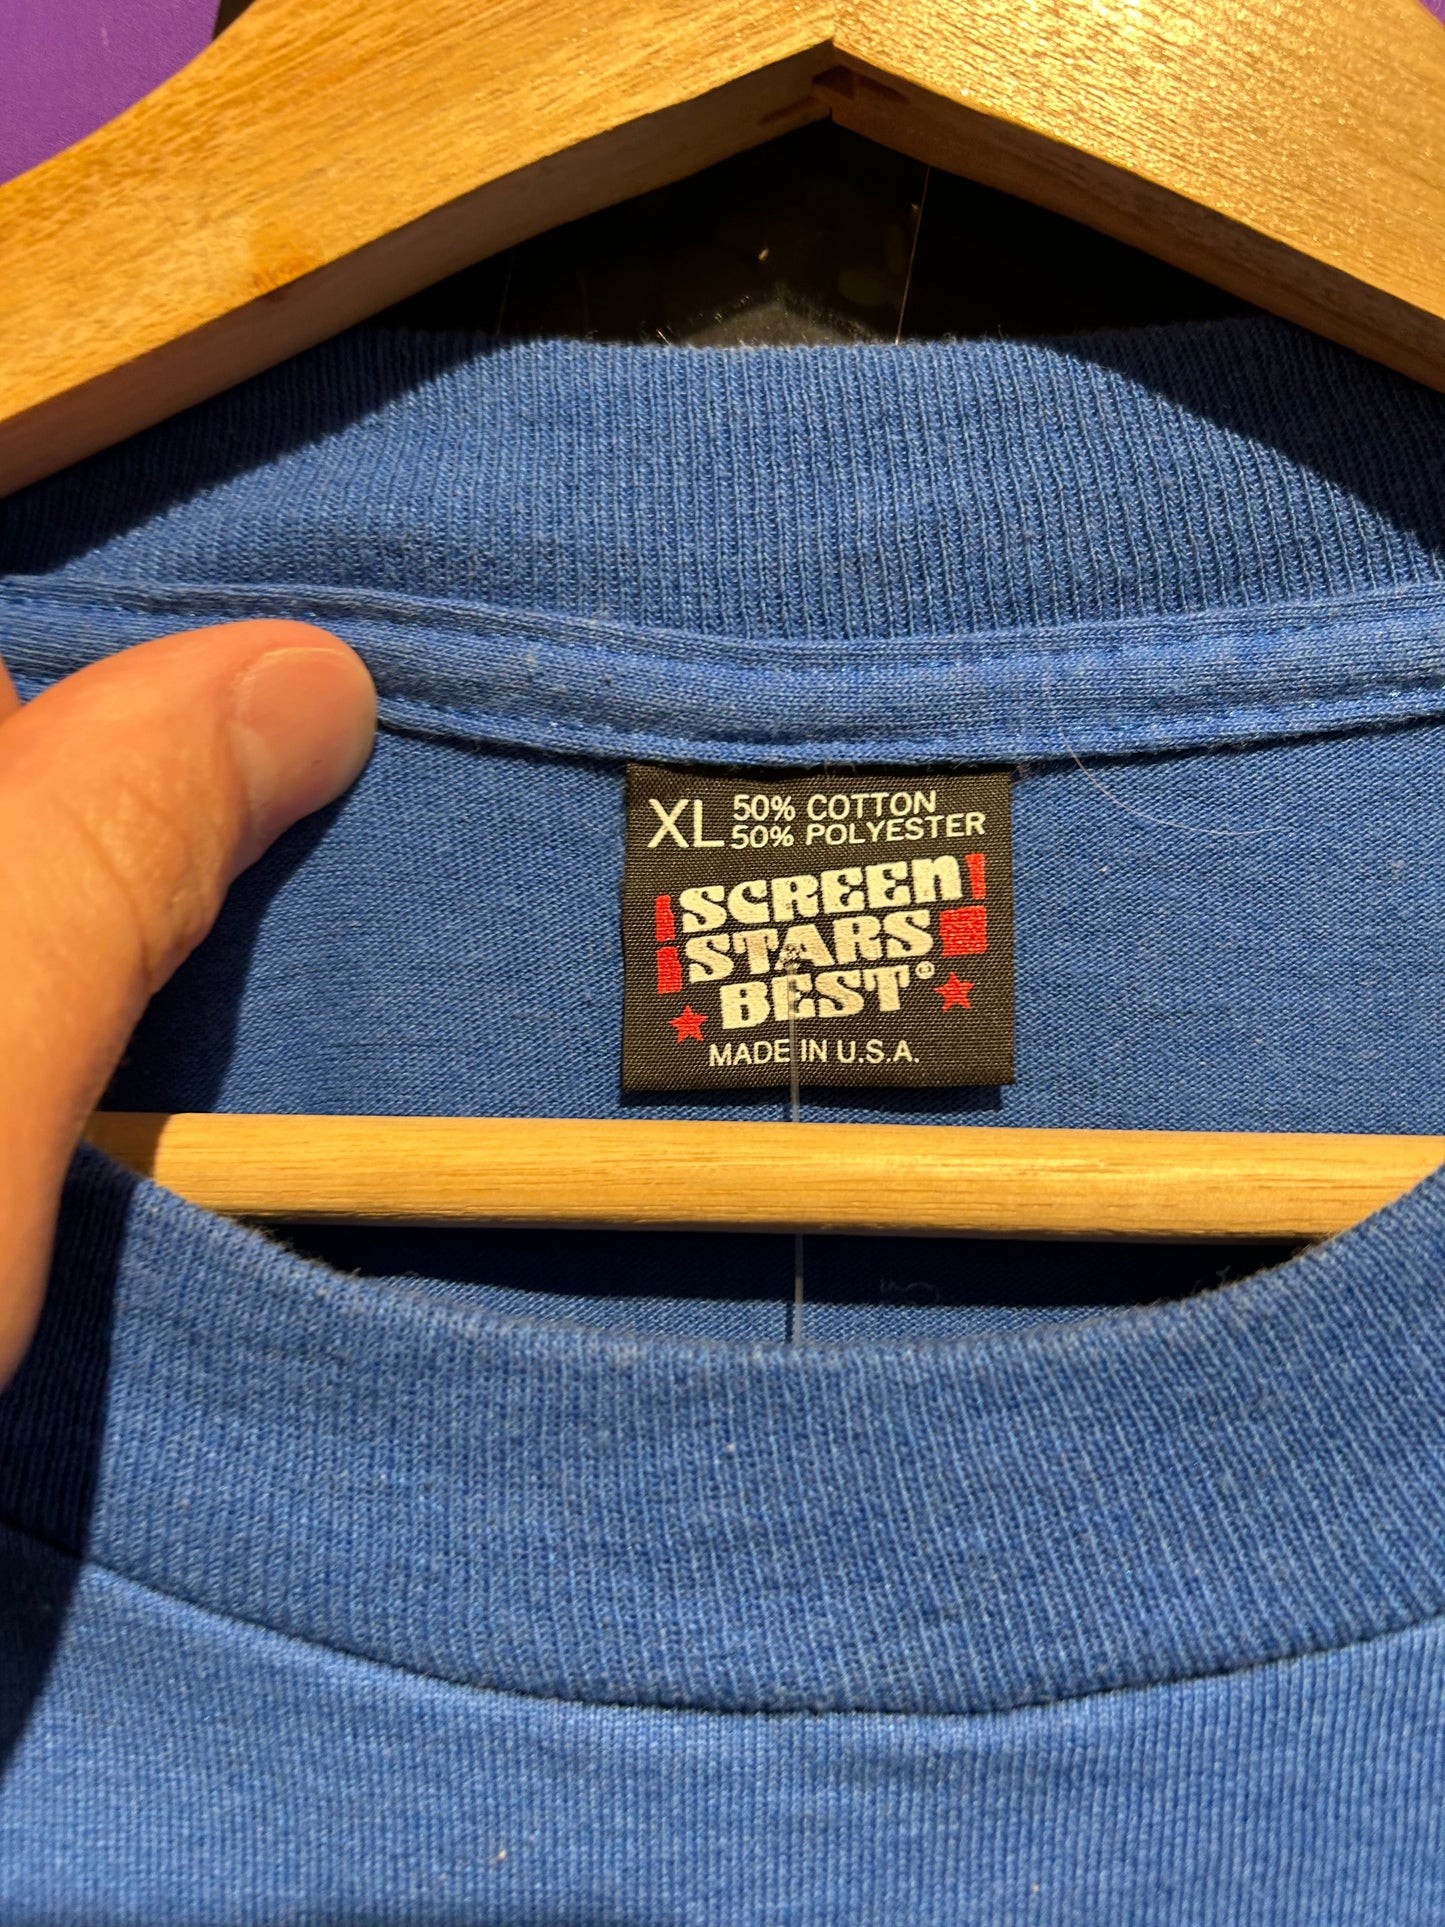 XL 50% COTTON
50% POLYESTER
SCREEN
STARS
BEST®
MADE IN U.S.A.